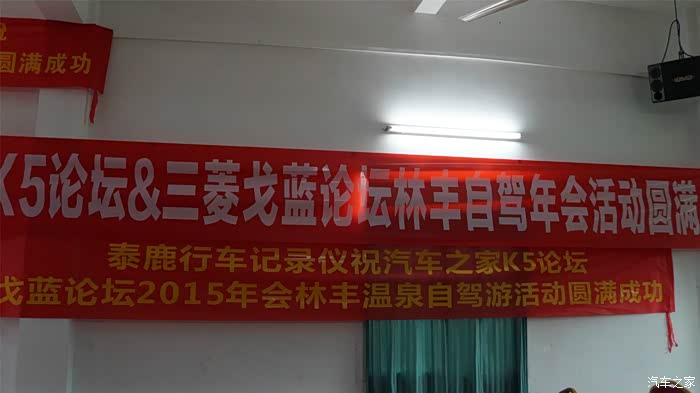 圆满成功
K5论坛&三菱戈蓝论坛林丰自驾年会活动圆满
泰鹿行车记录仪祝汽车之家K5论坛
戈蓝论坛2015年会林丰温泉自驾游活动圆满成功
汽车之家